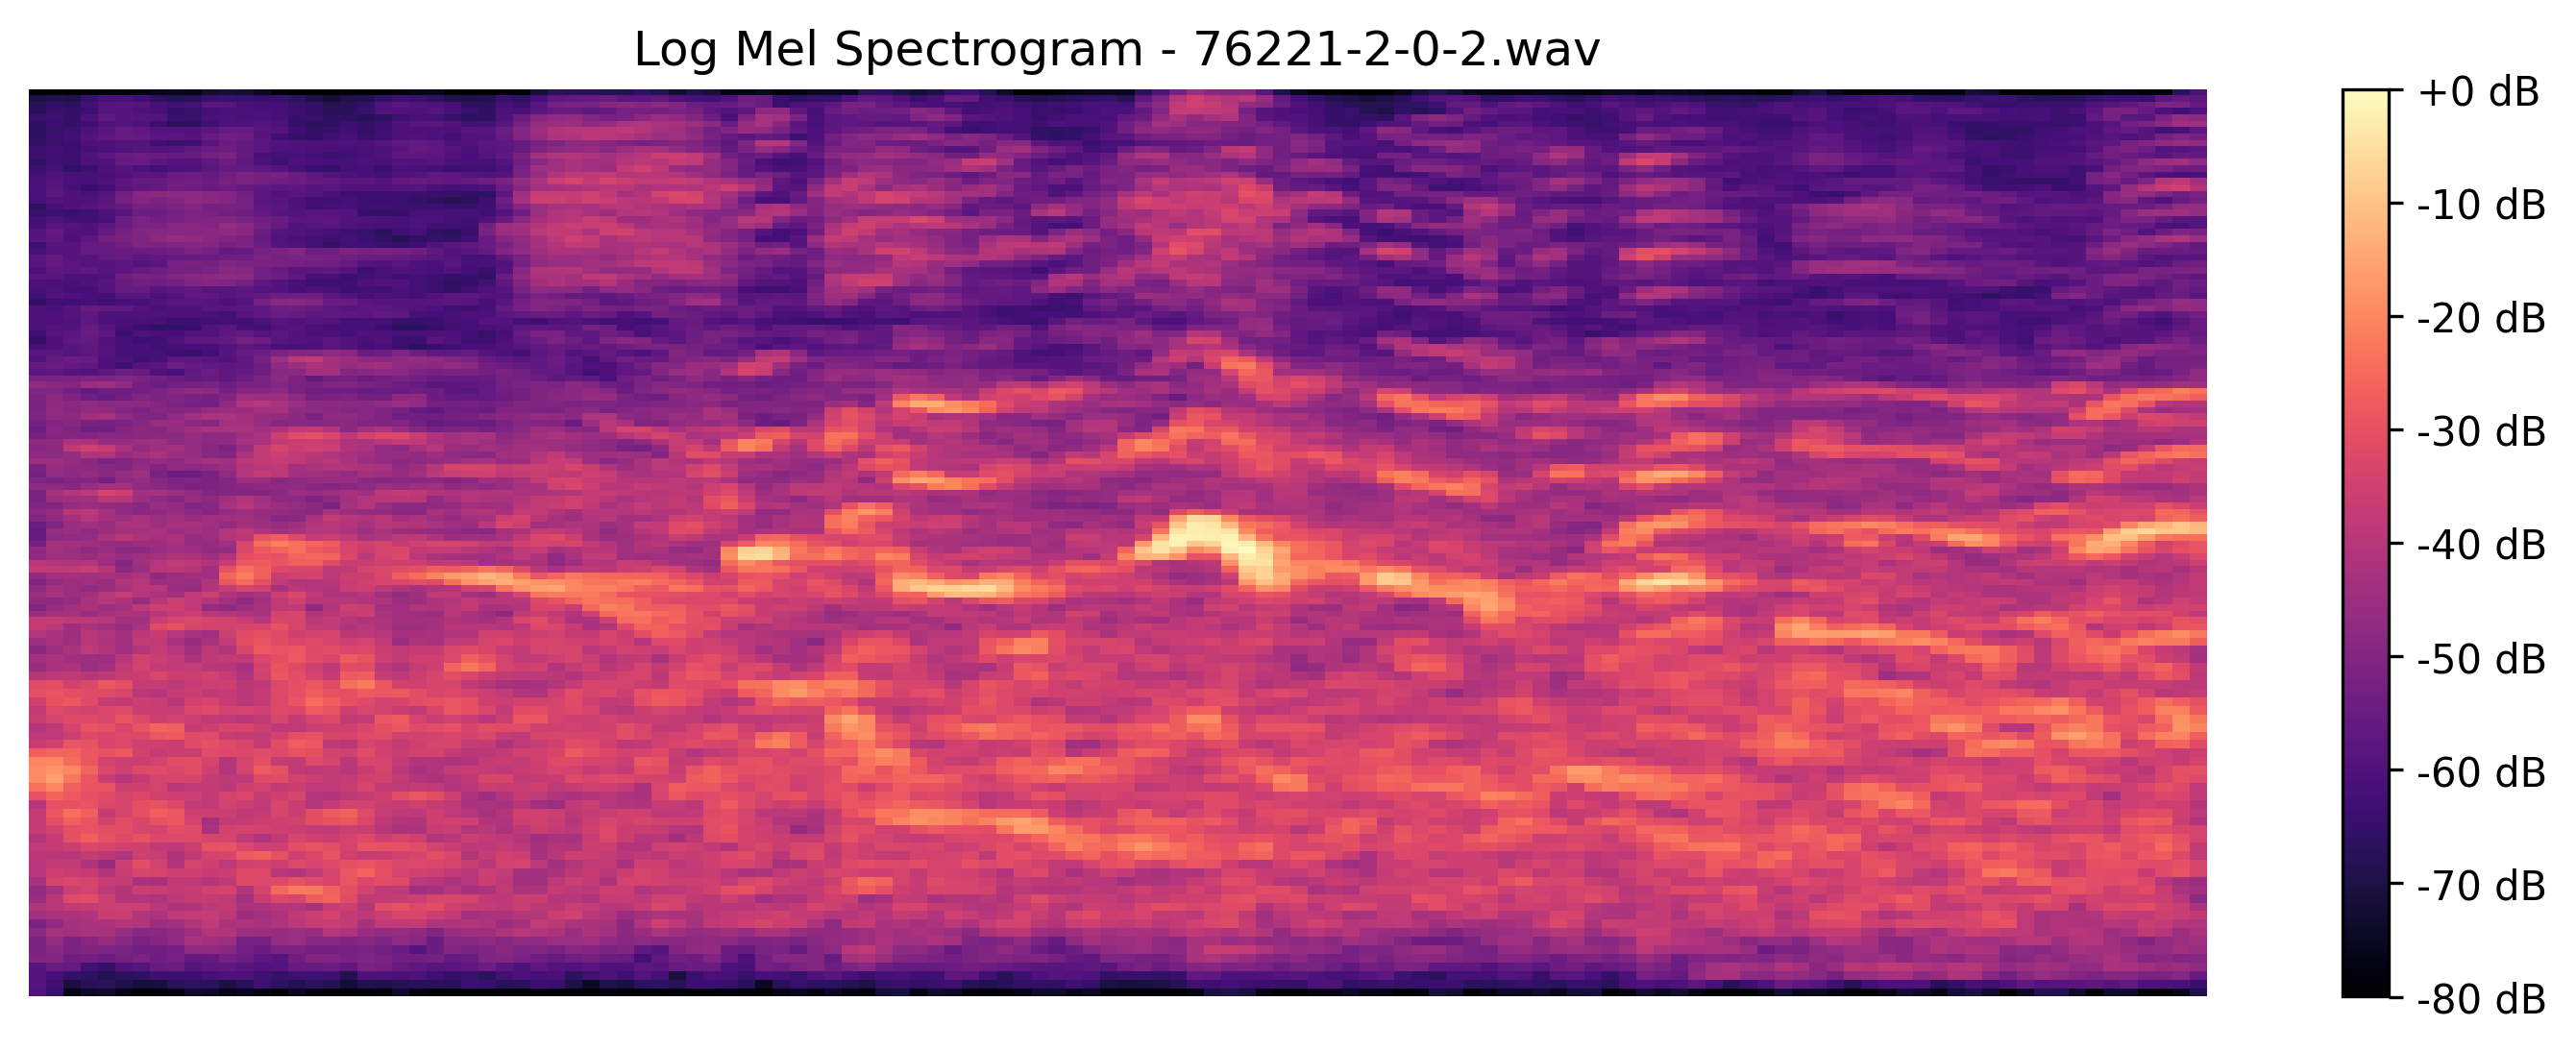 Log Mel Spectrogram - 76221-2-0-2.wav
+0 dB
-10 dB
-20 dB
-30 dB
-40 dB
-50 dB
-60 dB
-70 dB
-80 dB